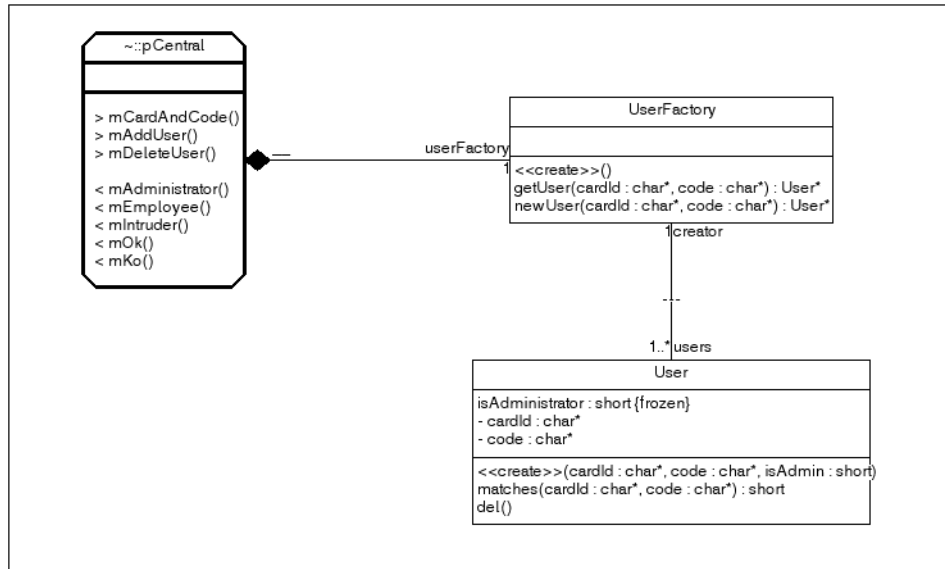 ~::pCentral
> mCardAndCode()
> mAddUser()
> mDeleteUser()
< mAdministrator()
< mEmployee()
< mIntruder()
< mOk()
< mKo()
userFactory
1
UserFactory
<<create>>()
getUser(cardId : char*, code : char*) : User*
newUser(cardId : char*, code : char*) : User*
1 creator
1..* users
User
isAdministrator : short {frozen}
- cardId : char*
- code : char*
<<create>>(cardId : char*, code : char*, isAdmin : short)
matches(cardId : char*, code : char*) : short
del()